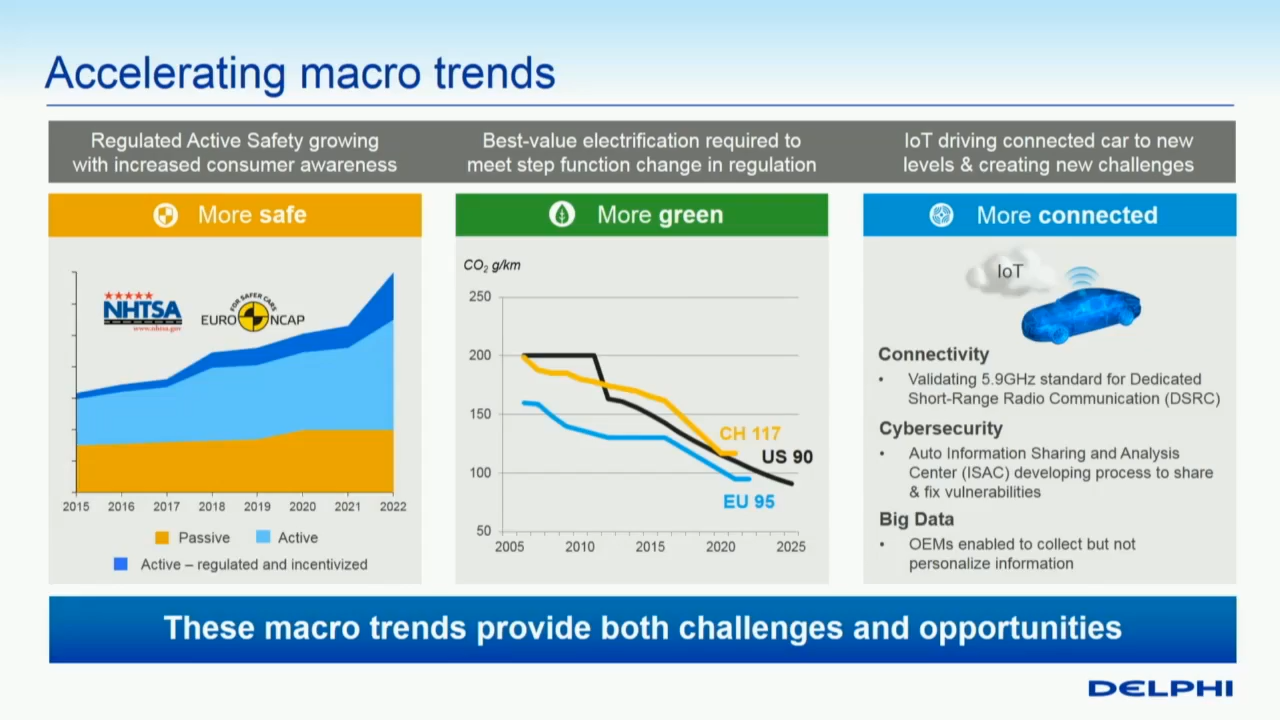 Accelerating macro trends
Regulated Active Safety growing
with increased consumer awareness
Best-value electrification required to
meet step function change in regulation
IoT driving connected car to new
levels & creating new challenges
More safe
NHTSA
www.nhtsa.gov
FOR SAFER CARS
EURO NCAP
2015 2016 2017 2018 2019 2020 2021 2022
Passive
Active
Active – regulated and incentivized
More green
CO2 g/km
250
200
150
100
50
CH 117
US 90
EU 95
2005 2010 2015 2020 2025
More connected
IoT
Connectivity
• Validating 5.9GHz standard for Dedicated
Short-Range Radio Communication (DSRC)
Cybersecurity
• Auto Information Sharing and Analysis
Center (ISAC) developing process to share
& fix vulnerabilities
Big Data
• OEMs enabled to collect but not
personalize information
These macro trends provide both challenges and opportunities
DELPHI